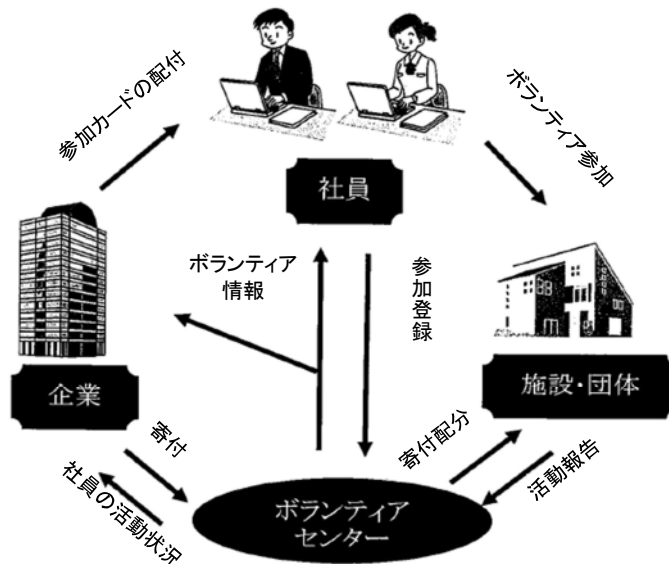 参加カードの配付
ボランティア参加
社員
ボランティア
情報
参加登録
企業
施設・団体
寄付
社員の活動状況
寄付配分
活動報告
ボランティア
センター